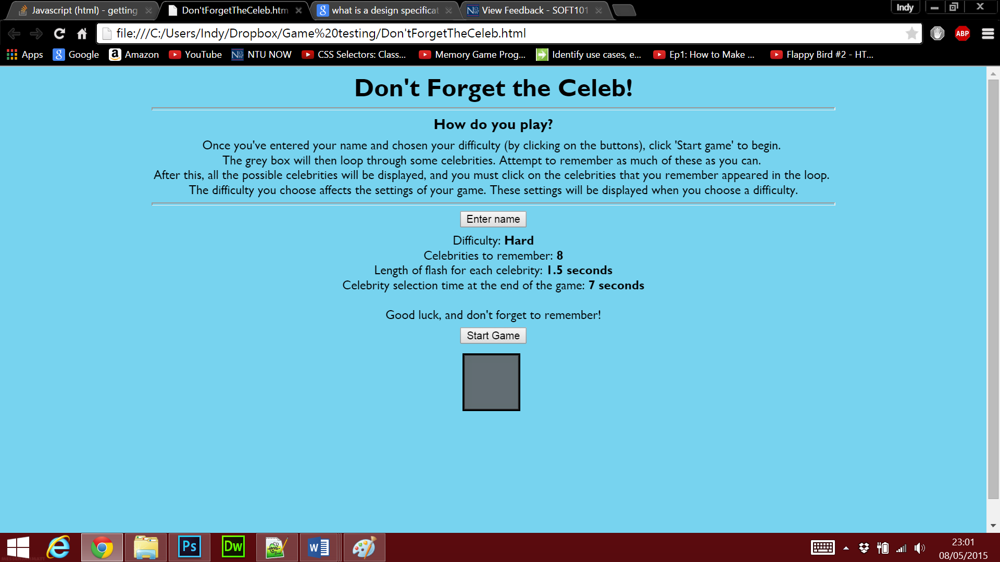 Javascript (html) - getting
Don'tForgetTheCeleb.htm
what is a design specificat
View Feedback - SOFT101
Indy
file:///C:/Users/Indy/Dropbox/Game%20testing/Don'tForgetTheCeleb.html
ABP
Apps
Google
Amazon
YouTube
NTU NOW
CSS Selectors: Class...
Memory Game Prog...
Identify use cases, e...
Ep1: How to Make ...
Flappy Bird #2 - HT...
Don't Forget the Celeb!
How do you play?
Once you've entered your name and chosen your difficulty (by clicking on the buttons), click 'Start game' to begin.
The grey box will then loop through some celebrities. Attempt to remember as much of these as you can.
After this, all the possible celebrities will be displayed, and you must click on the celebrities that you remember appeared in the loop.
The difficulty you choose affects the settings of your game. These settings will be displayed when you choose a difficulty.
Enter name
Difficulty: Hard
Celebrities to remember: 8
Length of flash for each celebrity: 1.5 seconds
Celebrity selection time at the end of the game: 7 seconds
Good luck, and don't forget to remember!
Start Game
Ps
Dw
23:01
08/05/2015